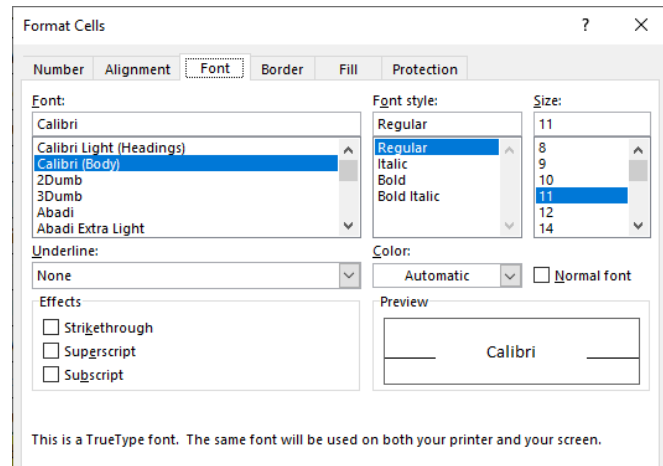 Format Cells ? ×
Number Alignment Font Border Fill Protection
Font: Font style: Size:
Calibri Regular 11
Calibri Light (Headings) Regular 8
Calibri (Body) Italic 9
2Dumb Bold 10
3Dumb Bold Italic 11
Abadi 12
Abadi Extra Light 14
Underline: Color:
None Automatic Normal font
Effects Preview
Strikethrough
Superscript Calibri
Subscript
This is a TrueType font. The same font will be used on both your printer and your screen.